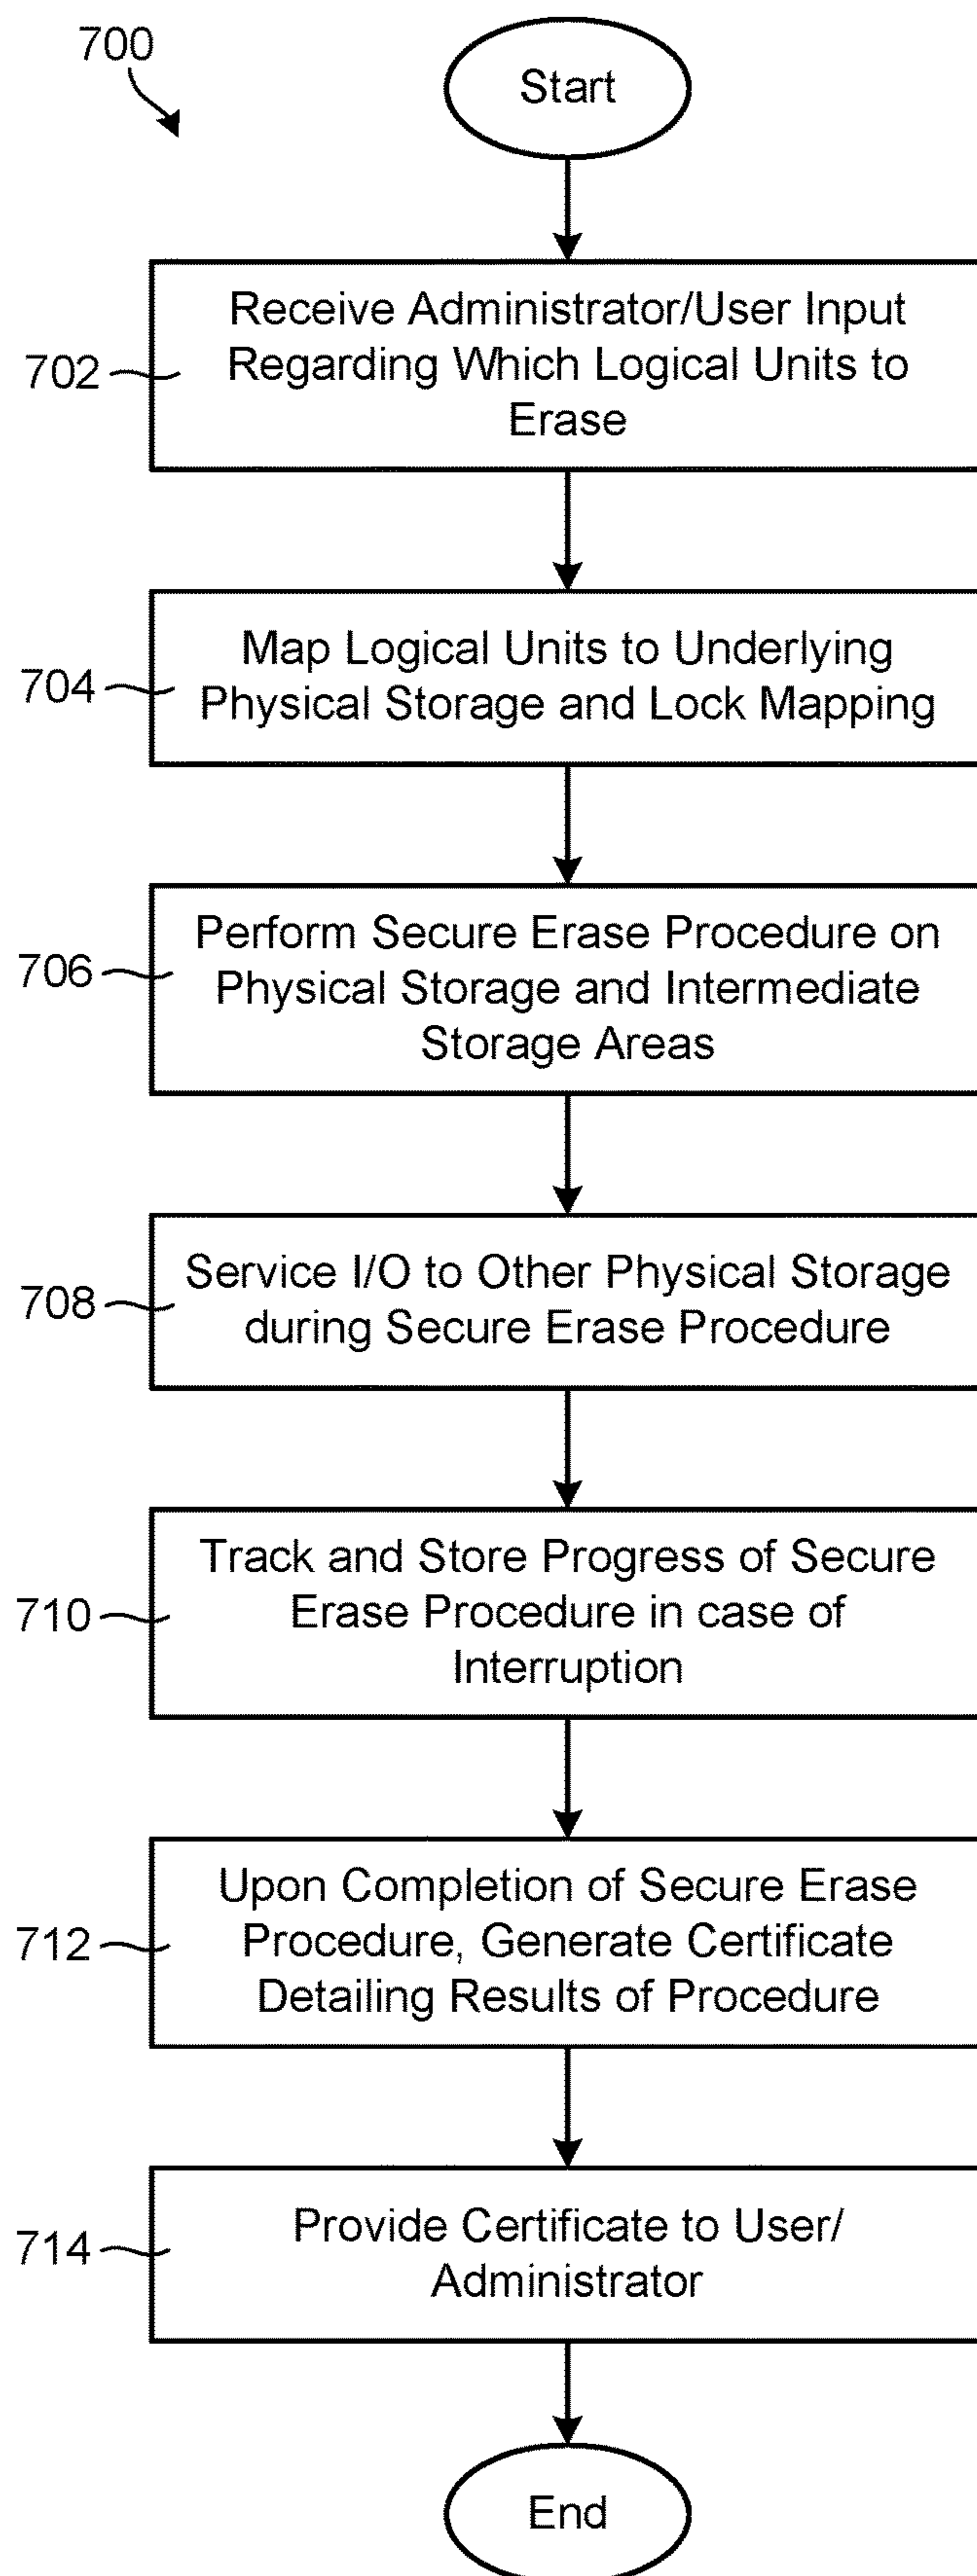 700
Start
702
Receive Administrator/User Input
Regarding Which Logical Units to
Erase
704
Map Logical Units to Underlying
Physical Storage and Lock Mapping
706
Perform Secure Erase Procedure on
Physical Storage and Intermediate
Storage Areas
708
Service I/O to Other Physical Storage
during Secure Erase Procedure
710
Track and Store Progress of Secure
Erase Procedure in case of
Interruption
712
Upon Completion of Secure Erase
Procedure, Generate Certificate
Detailing Results of Procedure
714
Provide Certificate to User/
Administrator
End